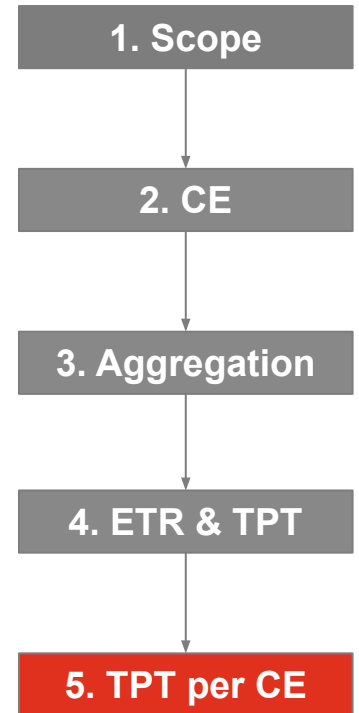 1. Scope
2. CE
3. Aggregation
4. ETR & TPT
5. TPT per CE